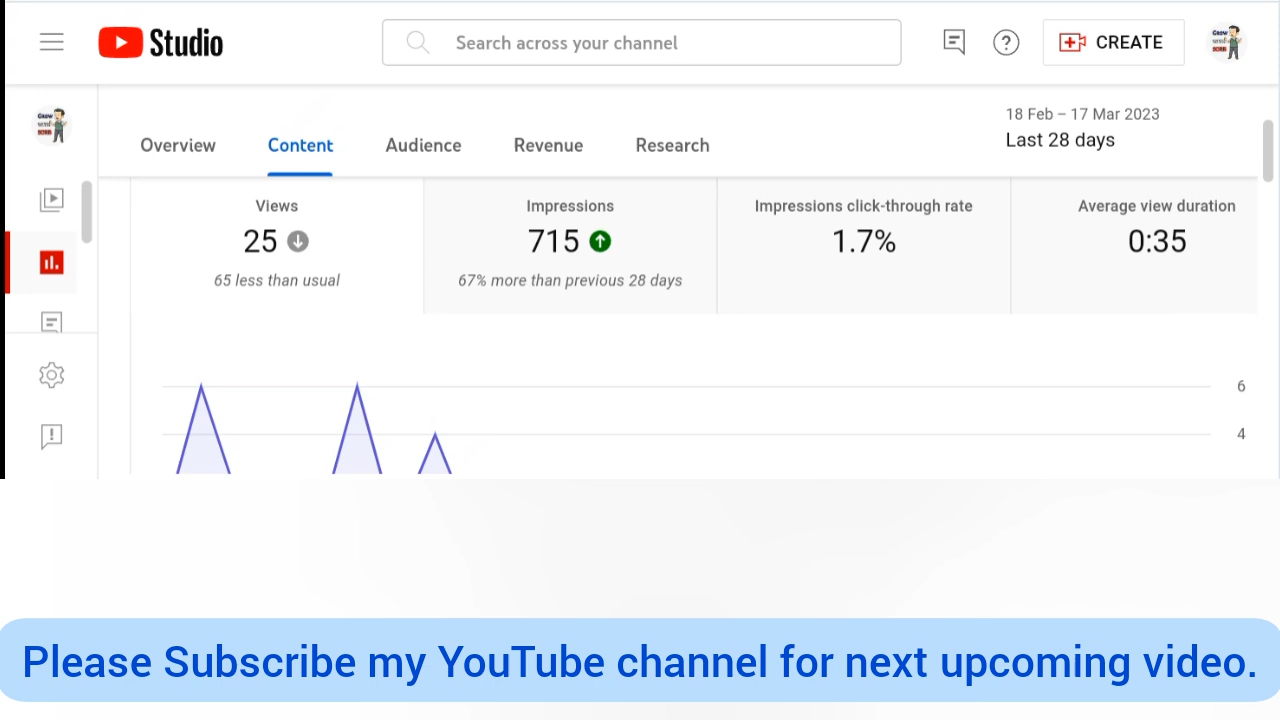 Studio
Search across your channel
CREATE
18 Feb – 17 Mar 2023
Last 28 days
Overview Content Audience Revenue Research
Views Impressions Impressions click-through rate Average view duration
25 715 1.7% 0:35
65 less than usual 67% more than previous 28 days
6
4
Please Subscribe my YouTube channel for next upcoming video.